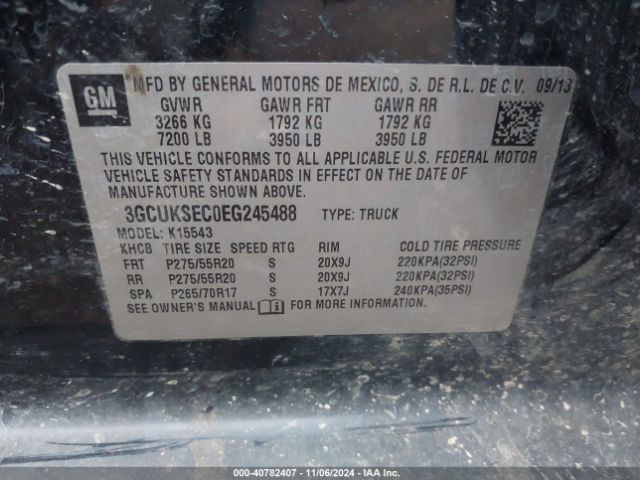 GM
MFD BY GENERAL MOTORS DE MEXICO, S. DE R.L. DE C.V. 09/13
GVWR GAWR FRT GAWR RR
3266 KG 1792 KG 1792 KG
7200 LB 3950 LB 3950 LB
THIS VEHICLE CONFORMS TO ALL APPLICABLE U.S. FEDERAL MOTOR
VEHICLE SAFETY STANDARDS IN EFFECT ON THE DATE OF
MANUFACTURE SHOWN ABOVE.
3GCUKSEC0EG245488 TYPE: TRUCK
MODEL: K15543
KHCB TIRE SIZE SPEED RTG RIM COLD TIRE PRESSURE
FRT P275/55R20 S 20X9J 220KPA(32PSI)
RR P275/55R20 S 20X9J 220KPA(32PSI)
SPA P265/70R17 S 17X7J 240KPA(35PSI)
SEE OWNER'S MANUAL FOR MORE INFORMATION.
000-40782407 - 11/06/2024 - IAA Inc.